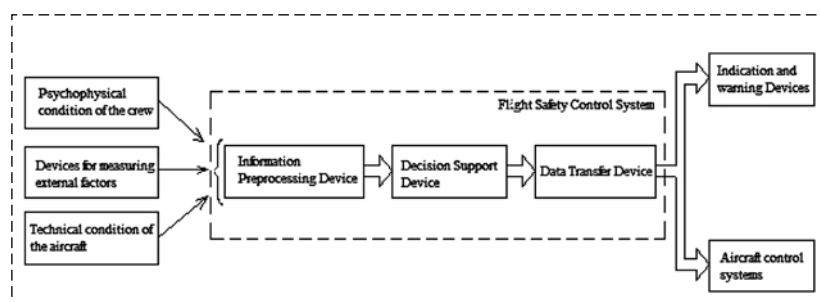 Psychophysical
condition of the crew
Devices for measuring
external factors
Technical condition of
the aircraft
Flight Safety Control System
Information
Preprocessing Device
Decision Support
Device
Data Transfer Device
Indication and
warning Devices
Aircraft control
systems